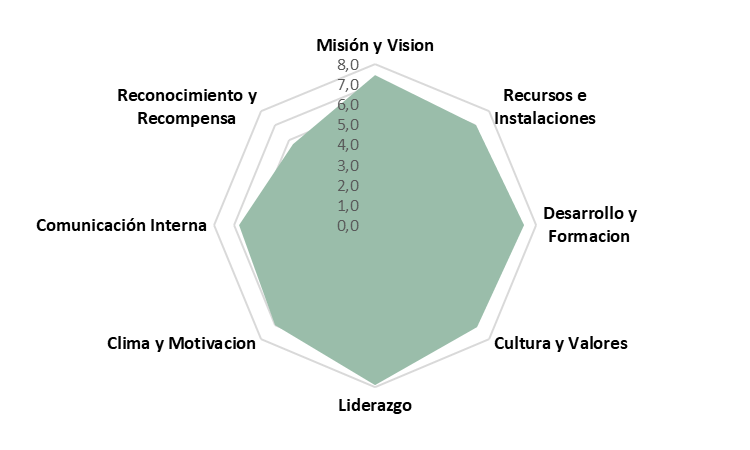 Misión y Vision
8,0
7,0
6,0
5,0
4,0
3,0
2,0
1,0
0,0
Recursos e
Instalaciones
Desarrollo y
Formacion
Cultura y Valores
Liderazgo
Clima y Motivacion
Comunicación Interna
Reconocimiento y
Recompensa